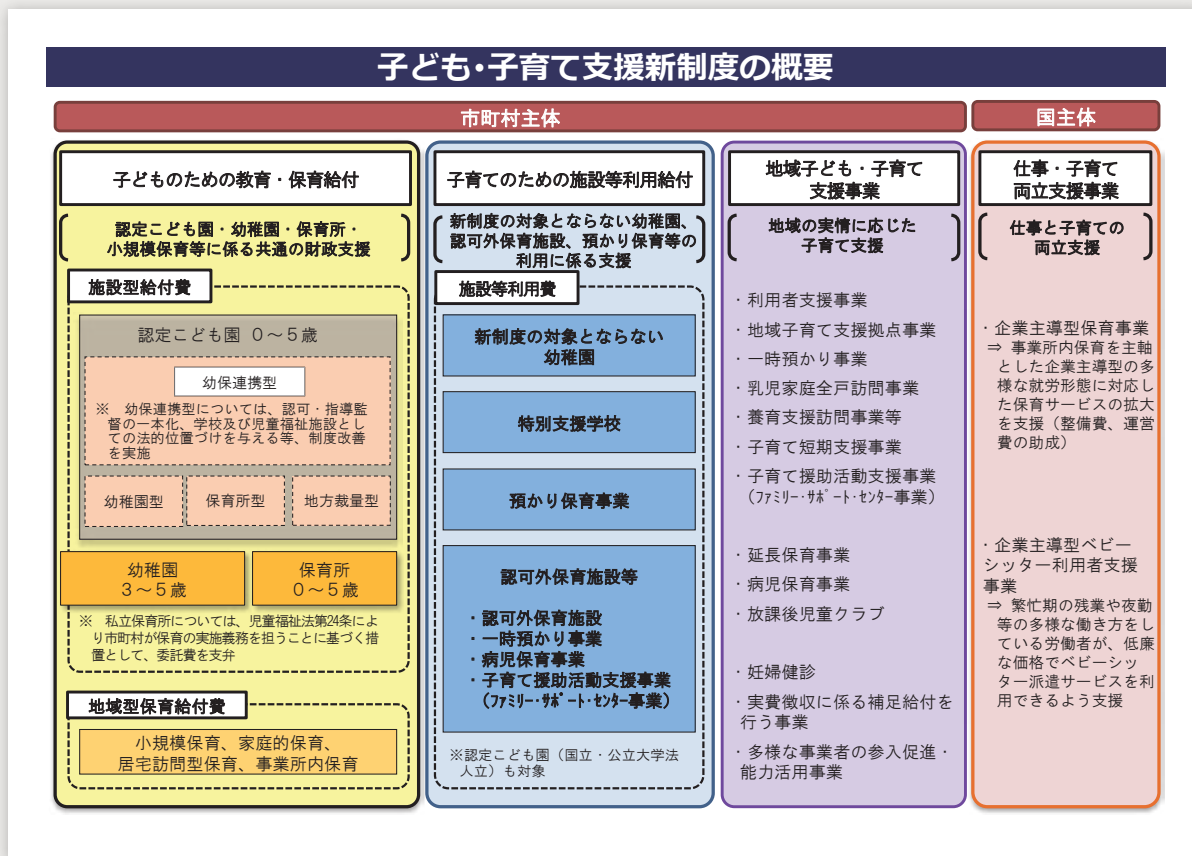 子ども･子育て支援新制度の概要
市町村主体
国主体
子どものための教育・保育給付
認定こども園・幼稚園・保育所・
小規模保育等に係る共通の財政支援
施設型給付費
認定こども園 ０～５歳
幼保連携型
※　幼保連携型については、認可・指導監
督の一本化、学校及び児童福祉施設とし
ての法的位置づけを与える等、制度改善
を実施
幼稚園型
保育所型
地方裁量型
幼稚園
３～５歳
保育所
０～５歳
※　私立保育所については、児童福祉法第24条によ
り市町村が保育の実施義務を担うことに基づく措
置として、委託費を支弁
地域型保育給付費
小規模保育、家庭的保育、
居宅訪問型保育、事業所内保育
子育てのための施設等利用給付
新制度の対象とならない幼稚園、
認可外保育施設、預かり保育等の
利用に係る支援
施設等利用費
新制度の対象とならない
幼稚園
特別支援学校
預かり保育事業
認可外保育施設等
・認可外保育施設
・一時預かり事業
・病児保育事業
・子育て援助活動支援事業
（ﾌｧﾐﾘｰ･ｻﾎﾟｰﾄ･ｾﾝﾀｰ事業）
※認定こども園（国立・公立大学法
人立）も対象
地域子ども・子育て
支援事業
地域の実情に応じた
子育て支援
・利用者支援事業
・地域子育て支援拠点事業
・一時預かり事業
・乳児家庭全戸訪問事業
・養育支援訪問事業等
・子育て短期支援事業
・子育て援助活動支援事業
（ﾌｧﾐﾘｰ･ｻﾎﾟｰﾄ･ｾﾝﾀｰ事業）
・延長保育事業
・病児保育事業
・放課後児童クラブ
・妊婦健診
・実費徴収に係る補足給付を
行う事業
・多様な事業者の参入促進・
能力活用事業
仕事・子育て
両立支援事業
仕事と子育ての
両立支援
・企業主導型保育事業
⇒ 事業所内保育を主軸
とした企業主導型の多
様な就労形態に対応し
た保育サービスの拡大
を支援（整備費、運営
費の助成）
・企業主導型ベビー
シッター利用者支援
事業
⇒ 繁忙期の残業や夜勤
等の多様な働き方をし
ている労働者が、低廉
な価格でベビーシッ
ター派遣サービスを利
用できるよう支援